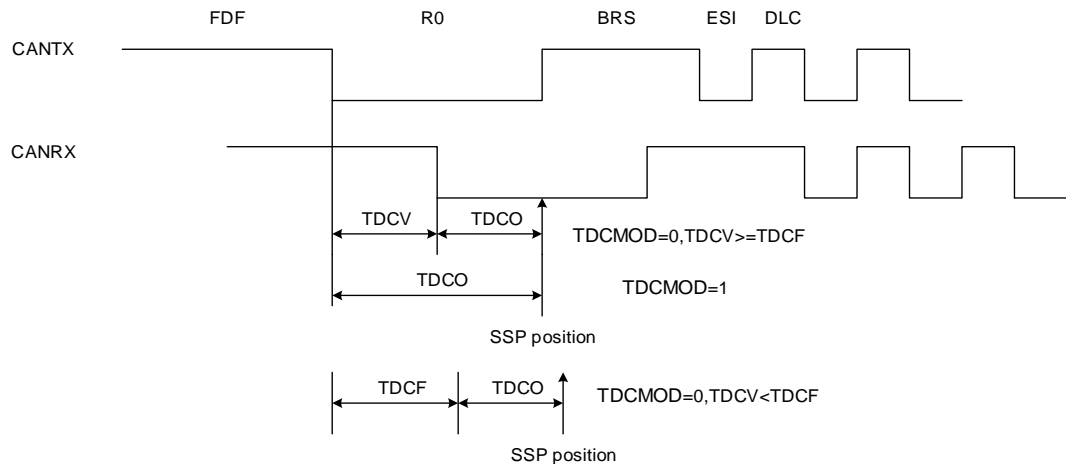 FDF R0 BRS ESI DLC
CANTX
CANRX
TDCV TDCO TDCMOD=0,TDCV>=TDCF
TDCO TDCMOD=1
SSP position
TDCF TDCO TDCMOD=0,TDCV<TDCF
SSP position